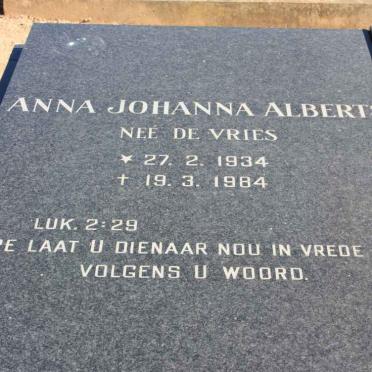 ANNA JOHANNA ALBERT
NEÉ DE VRIES
★ 27. 2. 1934
† 19. 3. 1984
LUK. 2:29
LAAT U DIENAAR NOU IN VREDE
VOLGENS U WOORD.